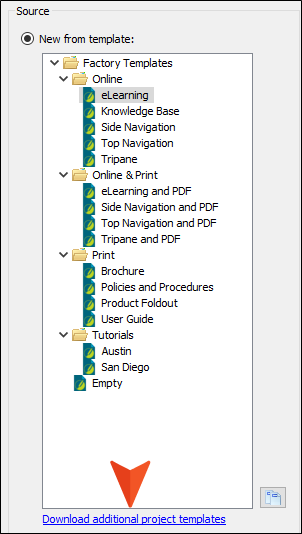 Source
New from template:
Factory Templates
Online
eLearning
Knowledge Base
Side Navigation
Top Navigation
Tripane
Online & Print
eLearning and PDF
Side Navigation and PDF
Top Navigation and PDF
Tripane and PDF
Print
Brochure
Policies and Procedures
Product Foldout
User Guide
Tutorials
Austin
San Diego
Empty
Download additional project templates